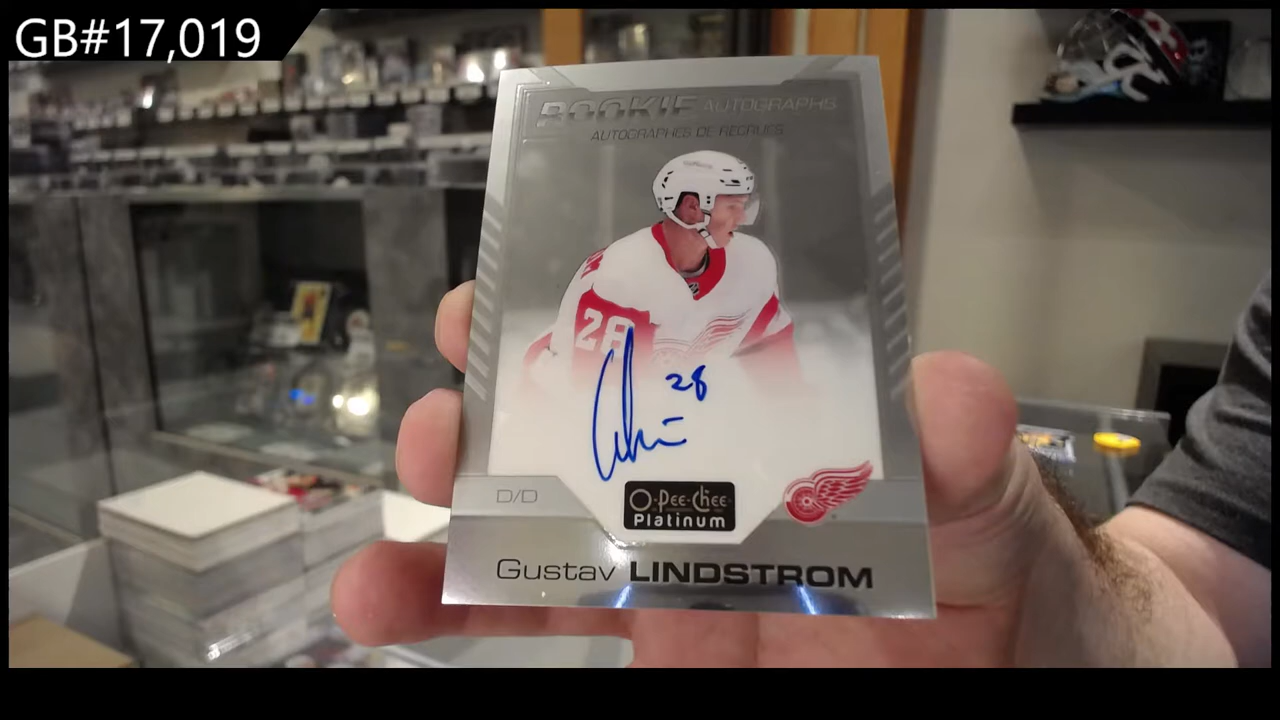 GB#17,019
ROOKIE AUTOGRAPHS
AUTOGRAPHES DE RECRUES
28
28
D/D
O-Pee-Chee
Platinum
Gustav LINDSTROM